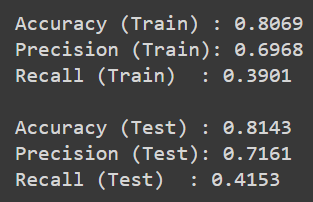 Accuracy (Train) : 0.8069
Precision (Train): 0.6968
Recall (Train)  : 0.3901

Accuracy (Test) : 0.8143
Precision (Test): 0.7161
Recall (Test)  : 0.4153